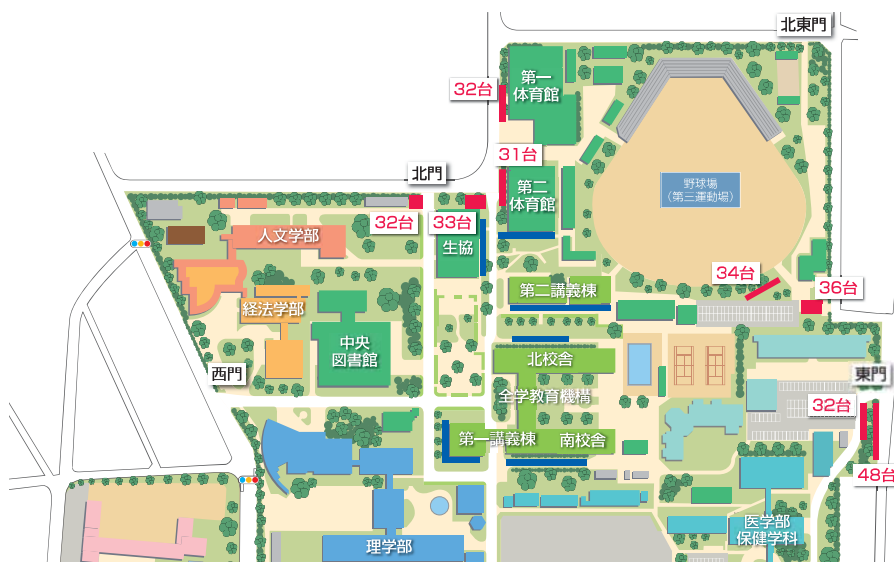 北東門
第一
体育館
32台
31台
北門
第二
体育館
野球場
（第三運動場）
32台
33台
人文学部
生協
34台
36台
第二講義棟
経法学部
中央
図書館
北校舎
西門
東門
全学教育機構
32台
第一講義棟
南校舎
48台
医学部
保健学科
理学部